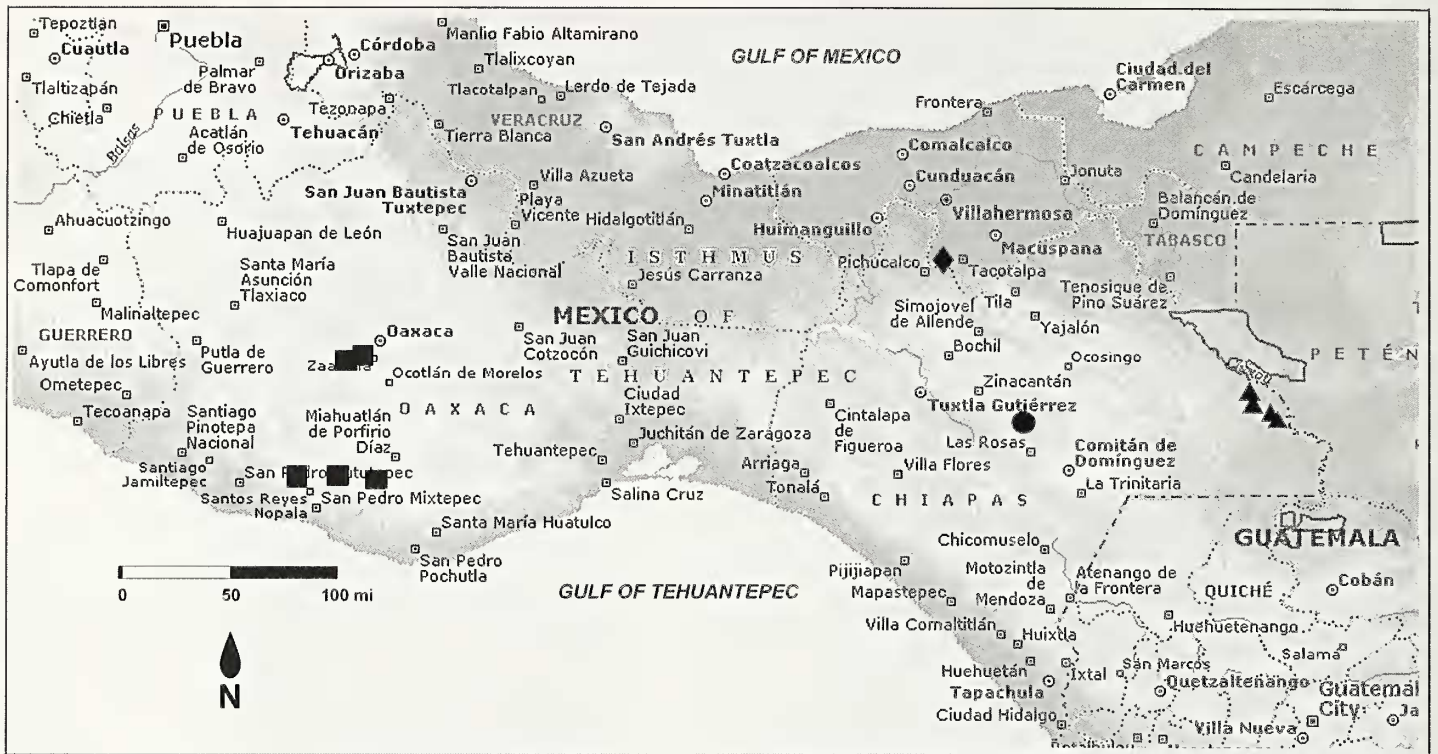 Tepoztlán
Cuautla
Puebla
Palmar
de Bravo
Córdoba
Orizaba
Manlio Fabio Altamirano
Tlalixcoyan
Tlacotalpan
Lerdo de Tejada
GULF OF MEXICO
Ciudad del
Carmen
Escárcega
Frontera
Tlaltizapán
Chietla
Balsas
PUEBLA
Acatlán
de Osorio
Tehuacán
Tezonapa
VERACRUZ
Tierra Blanca
San Andrés Tuxtla
Comalcalco
CAMPECHE
Candelaria
Jonuta
Coatzacoalcos
Cunduacán
San Juan Bautista
Tuxtepec
Villa Azueta
Minatitlán
Playa
Vicente
Hidalgotitlán
Villahermosa
Balancán de
Domínguez
Huimanguillo
Macuspana
TABASCO
Ahuacuotzingo
Huajuapan de León
San Juan
Bautista
Valle Nacional
ISTHMUS
Jesús Carranza
Pichucalco
Tacotalpa
Tenosique de
Pino Suárez
Tlapa de
Comonfort
Santa María
Asunción
Tlaxiaco
Malinaltepec
Simojovel
de Allende
Tila
Yajalón
MEXICO
OF
GUERRERO
Oaxaca
San Juan
Cotzocón
San Juan
Guichicovi
Bochil
Ocosingo
PETÉN
Ayutla de los Libres
Putla de
Guerrero
Ocotlán de Morelos
TEHUANTEPEC
Zinacantán
Ometepec
Tecoanapa
Santiago
Pinotepa
Nacional
Miahuatlán
de Porfirio
Díaz
OAXACA
Ciudad
Ixtepec
Cintalapa
de
Figueroa
Tuxtla Gutiérrez
Las Rosas
Comitán de
Domínguez
Juchitán de Zaragoza
Tehuantepec
Arriaga
Villa Flores
Tonalá
La Trinitaria
Santiago
Jamiltepec
Santos Reyes
Nopala
San Pedro Mixtepec
Salina Cruz
CHIAPAS
Santa María Huatulco
San Pedro
Pochutla
Chicomuselo
GUATEMALA
0 50 100 mi
GULF OF TEHUANTEPEC
Pijijiapan
Motozintla
de
Mendoza
Atenango de
la Frontera
QUICHÉ
Cobán
Mapastepec
Villa Comaltitlán
Huixtla
Huehuetenango
Salamá
N
Huehuetán
Ixtal
San Marcos
Tapachula
Quetzaltenango
Guatemal
City
Ciudad Hidalgo
Villa Nueva
Ja